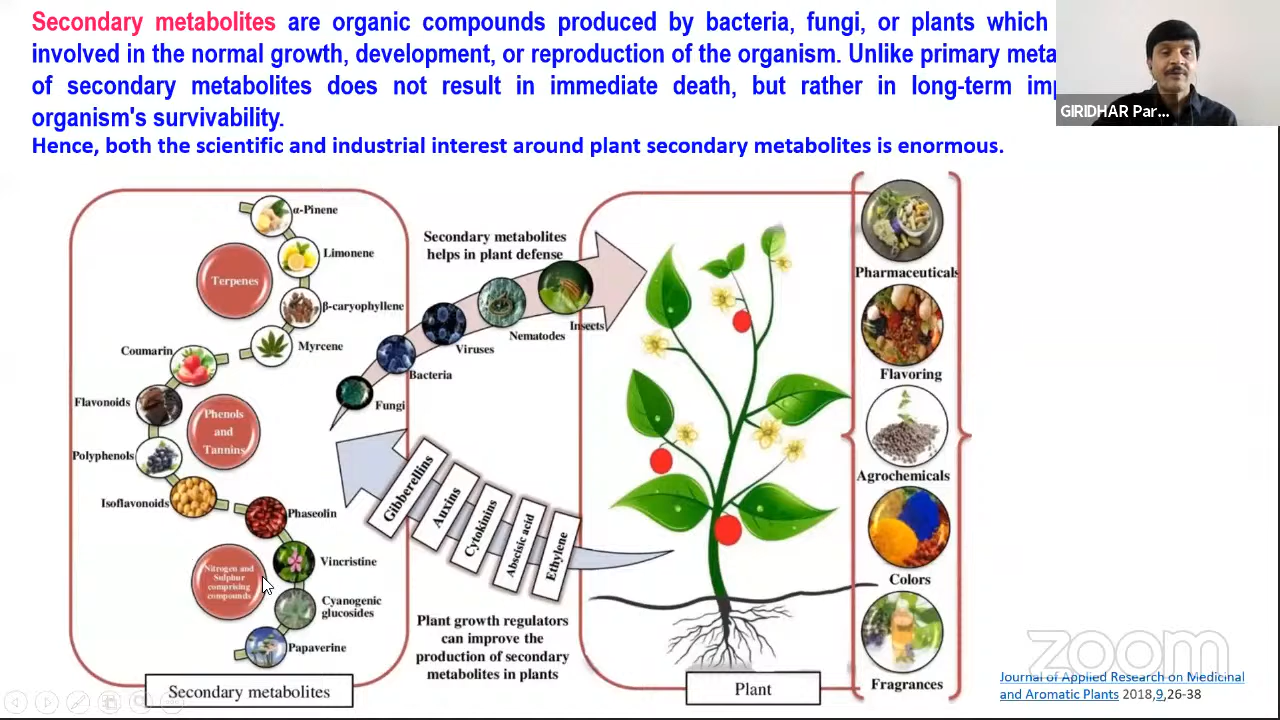 Secondary metabolites are organic compounds produced by bacteria, fungi, or plants which
involved in the normal growth, development, or reproduction of the organism. Unlike primary meta
of secondary metabolites does not result in immediate death, but rather in long-term imp
organism's survivability.
Hence, both the scientific and industrial interest around plant secondary metabolites is enormous.
GIRIDHAR Par...
α-Pinene
Limonene
Terpenes
β-caryophyllene
Myrcene
Coumarin
Flavonoids
Phenols
and
Tannins
Polyphenols
Isoflavonoids
Phaseolin
Vincristine
Nitrogen and
Sulphur
comprising
compounds
Cyanogenic
glucosides
Papaverine
Secondary metabolites
Secondary metabolites
helps in plant defense
Insects
Nematodes
Viruses
Bacteria
Fungi
Gibberellins
Auxins
Cytokinins
Abscisic acid
Ethylene
Plant growth regulators
can improve the
production of secondary
metabolites in plants
Plant
Pharmaceuticals
Flavoring
Agrochemicals
Colors
Fragrances
zoom
Journal of Applied Research on Medicinal
and Aromatic Plants 2018,9,26-38